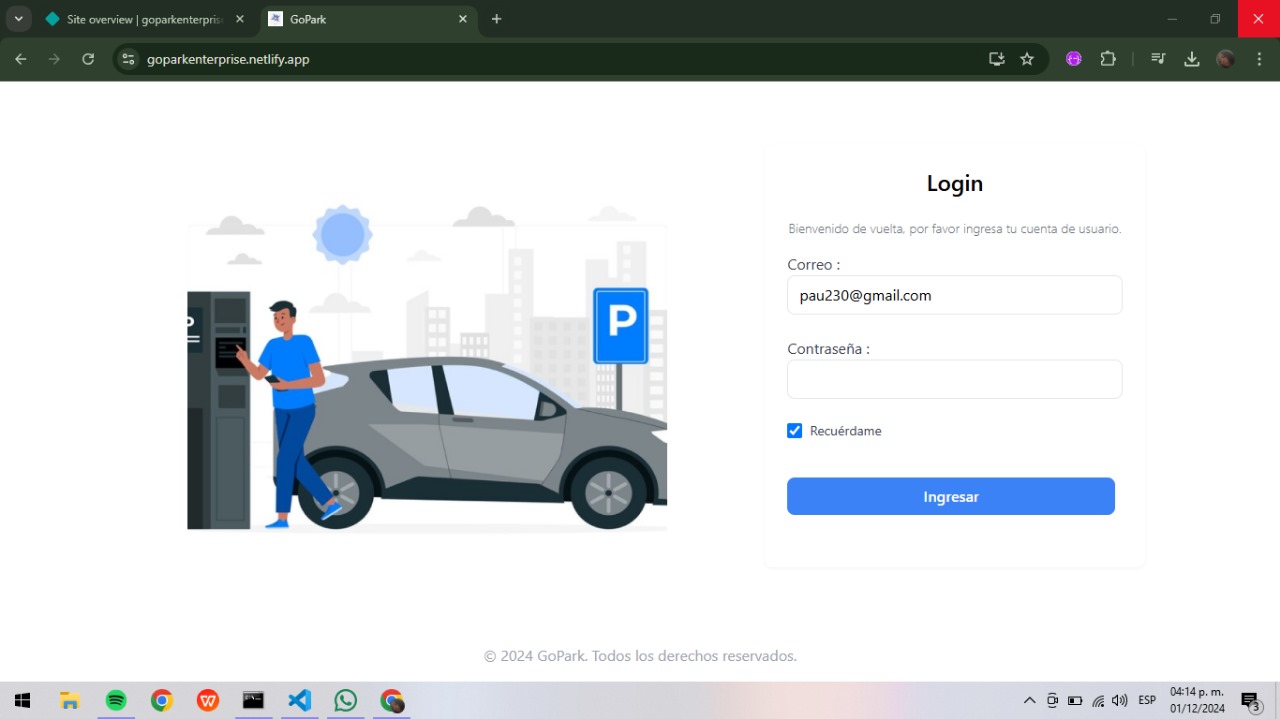 Site overview | goparkenterpris
GoPark
goparkenterprise.netlify.app
Login
Bienvenido de vuelta, por favor ingresa tu cuenta de usuario.
Correo :
pau230@gmail.com
Contraseña :
Recuérdame
Ingresar
P
P
© 2024 GoPark. Todos los derechos reservados.
ESP
04:14 p. m.
01/12/2024
3